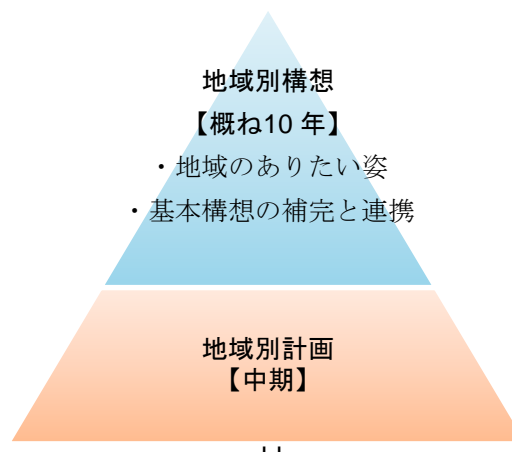 地域別構想
【概ね10 年】
・地域のありたい姿
・基本構想の補完と連携
地域別計画
【中期】